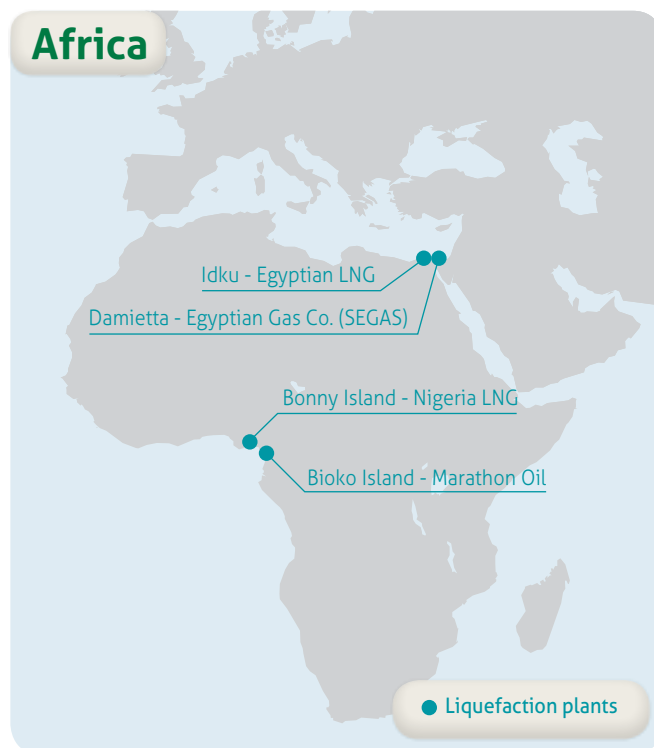 Africa
Idku - Egyptian LNG
Damietta - Egyptian Gas Co. (SEGAS)
Bonny Island - Nigeria LNG
Bioko Island - Marathon Oil
Liquefaction plants